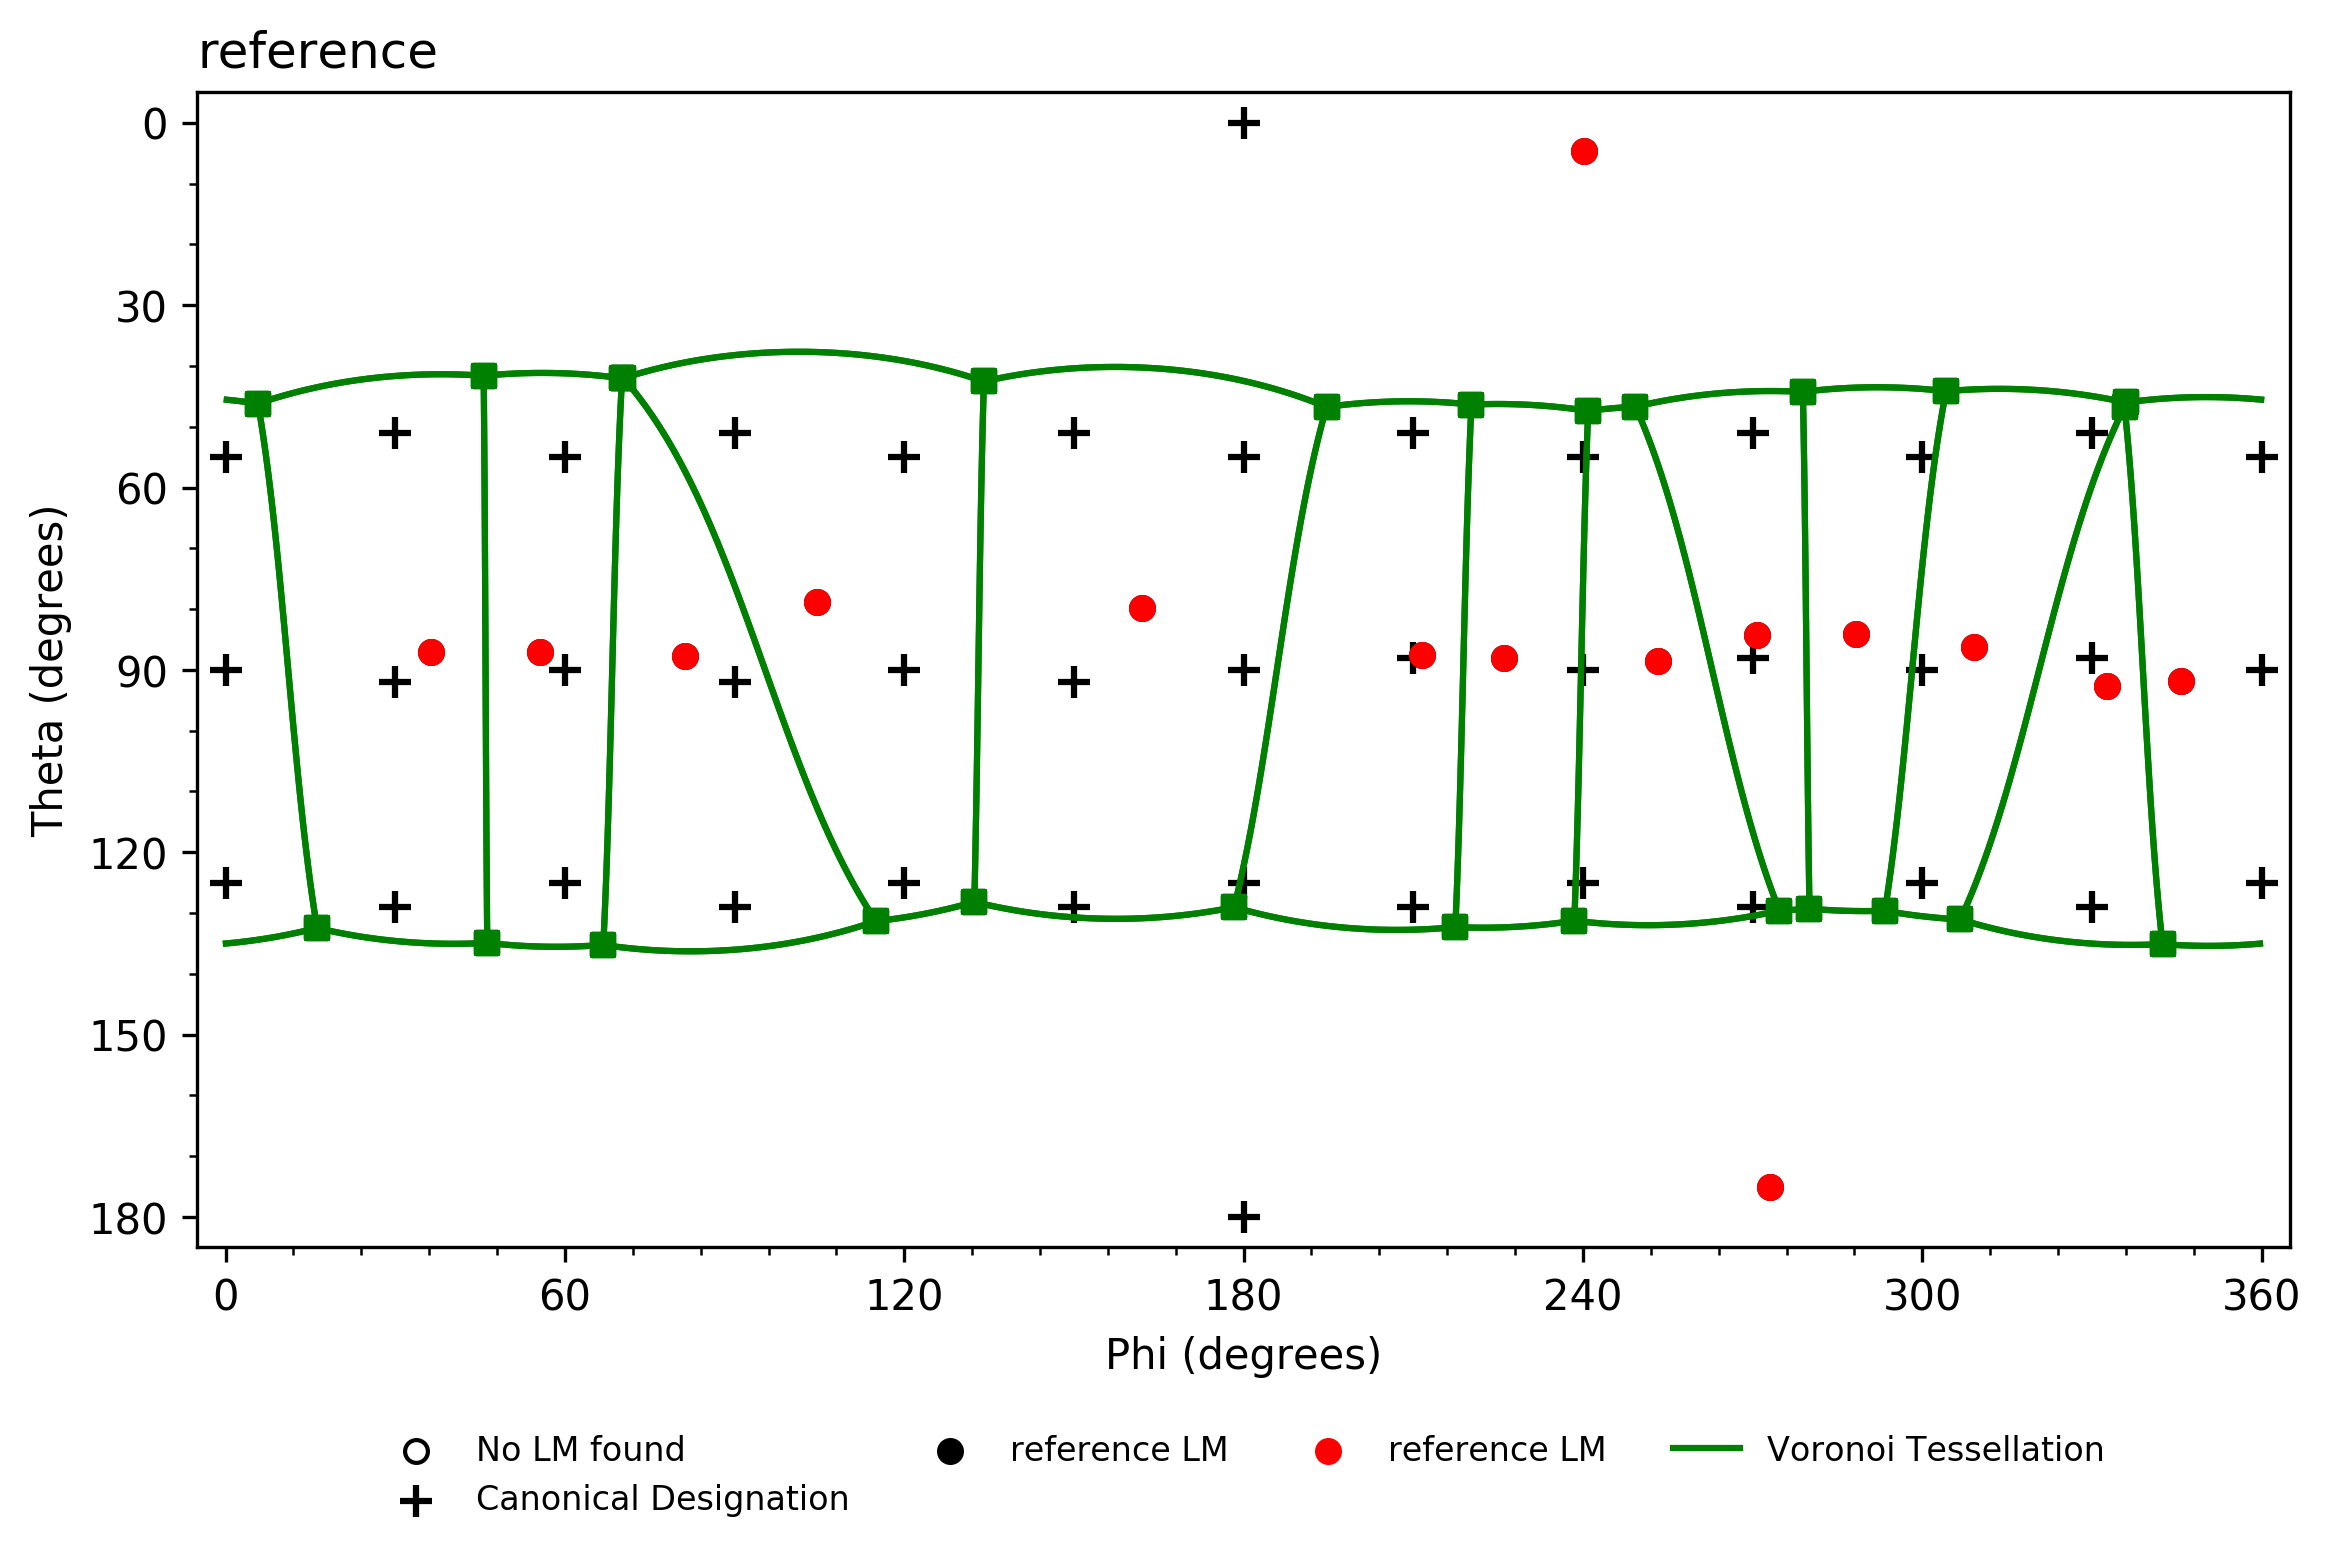 reference
0
30
60
90
120
150
180
Theta (degrees)
0 60 120 180 240 300 360
Phi (degrees)
No LM found reference LM reference LM Voronoi Tessellation
Canonical Designation